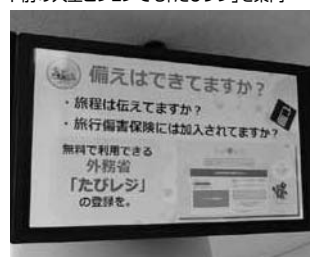 備えはできてますか？
・旅程は伝えてますか？
・旅行傷害保険には加入されてますか？
無料で利用できる
外務省
「たびレジ」
の登録を。